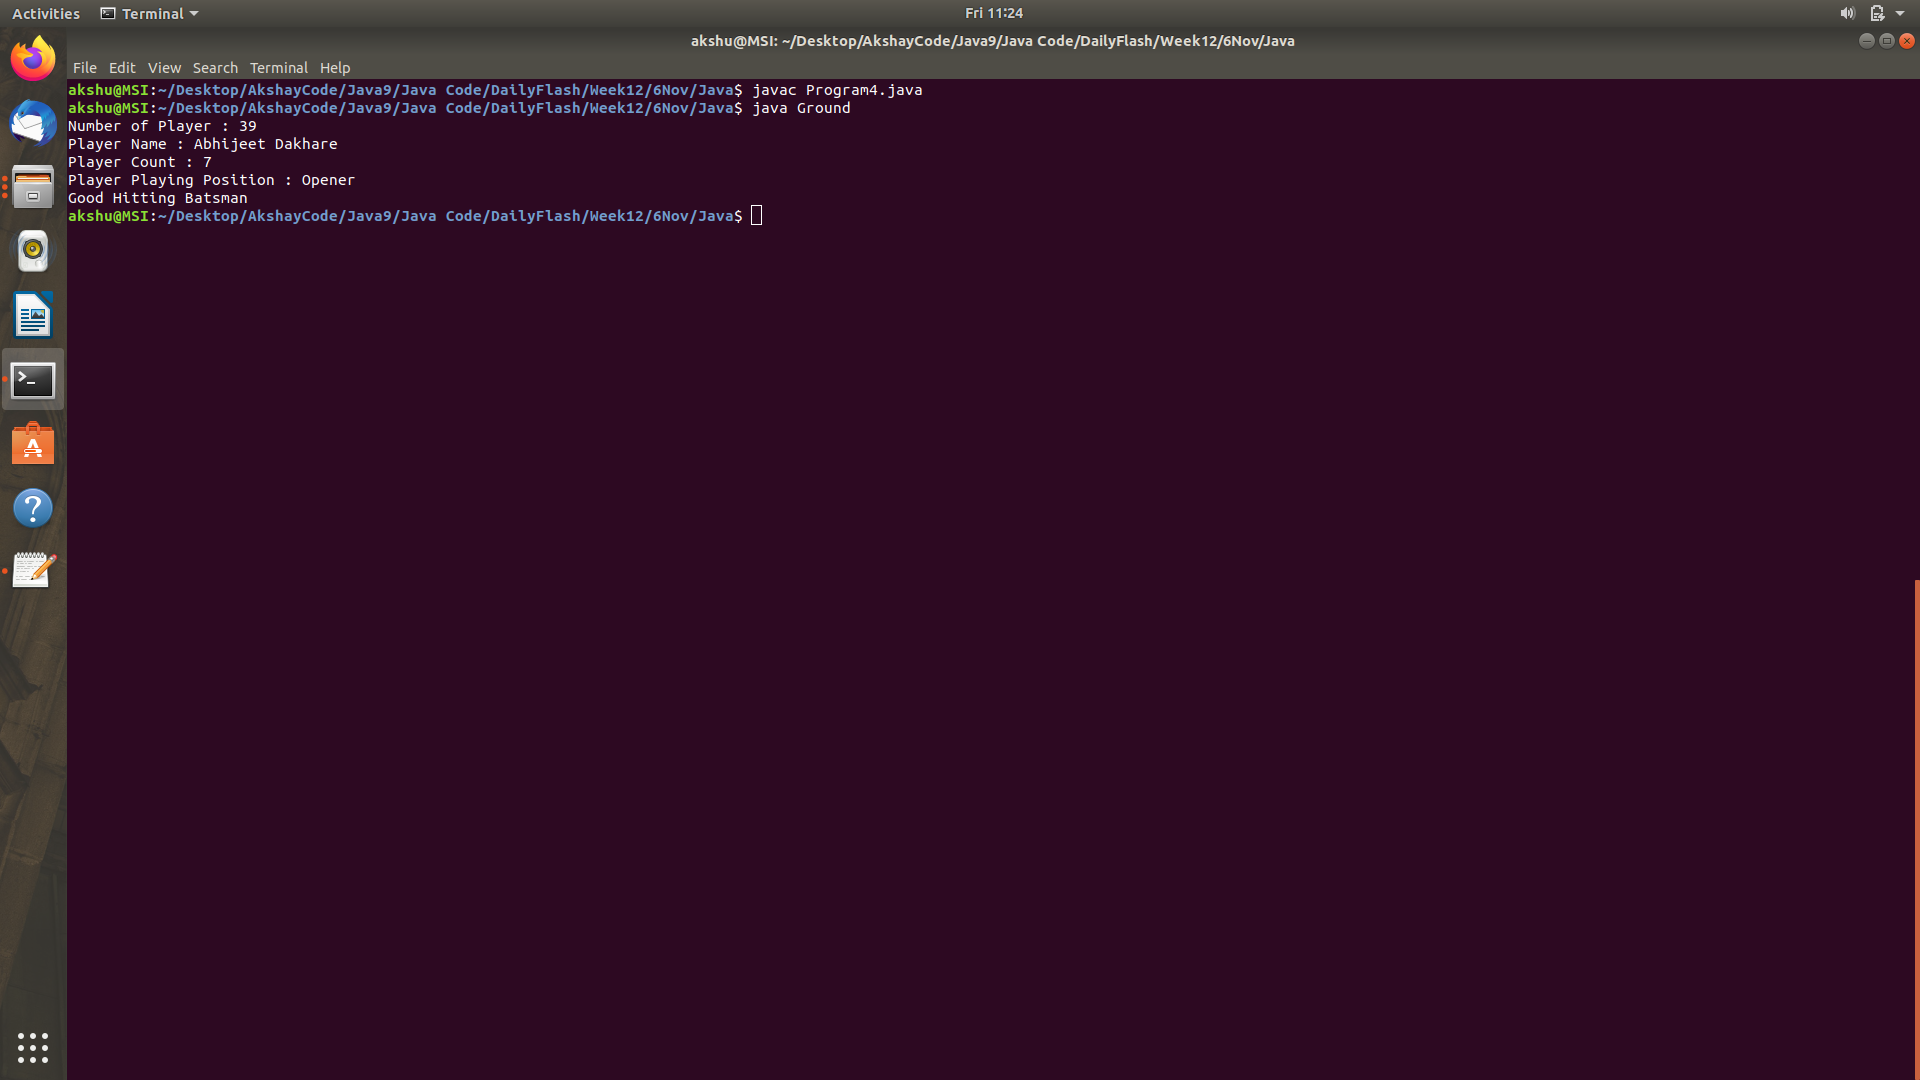 Activities Terminal Fri 11:24
akshu@MSI: ~/Desktop/AkshayCode/Java9/Java Code/DailyFlash/Week12/6Nov/Java
File Edit View Search Terminal Help
akshu@MSI:~/Desktop/AkshayCode/Java9/Java Code/DailyFlash/Week12/6Nov/Java$ javac Program4.java
akshu@MSI:~/Desktop/AkshayCode/Java9/Java Code/DailyFlash/Week12/6Nov/Java$ java Ground
Number of Player : 39
Player Name : Abhijeet Dakhare
Player Count : 7
Player Playing Position : Opener
Good Hitting Batsman
akshu@MSI:~/Desktop/AkshayCode/Java9/Java Code/DailyFlash/Week12/6Nov/Java$